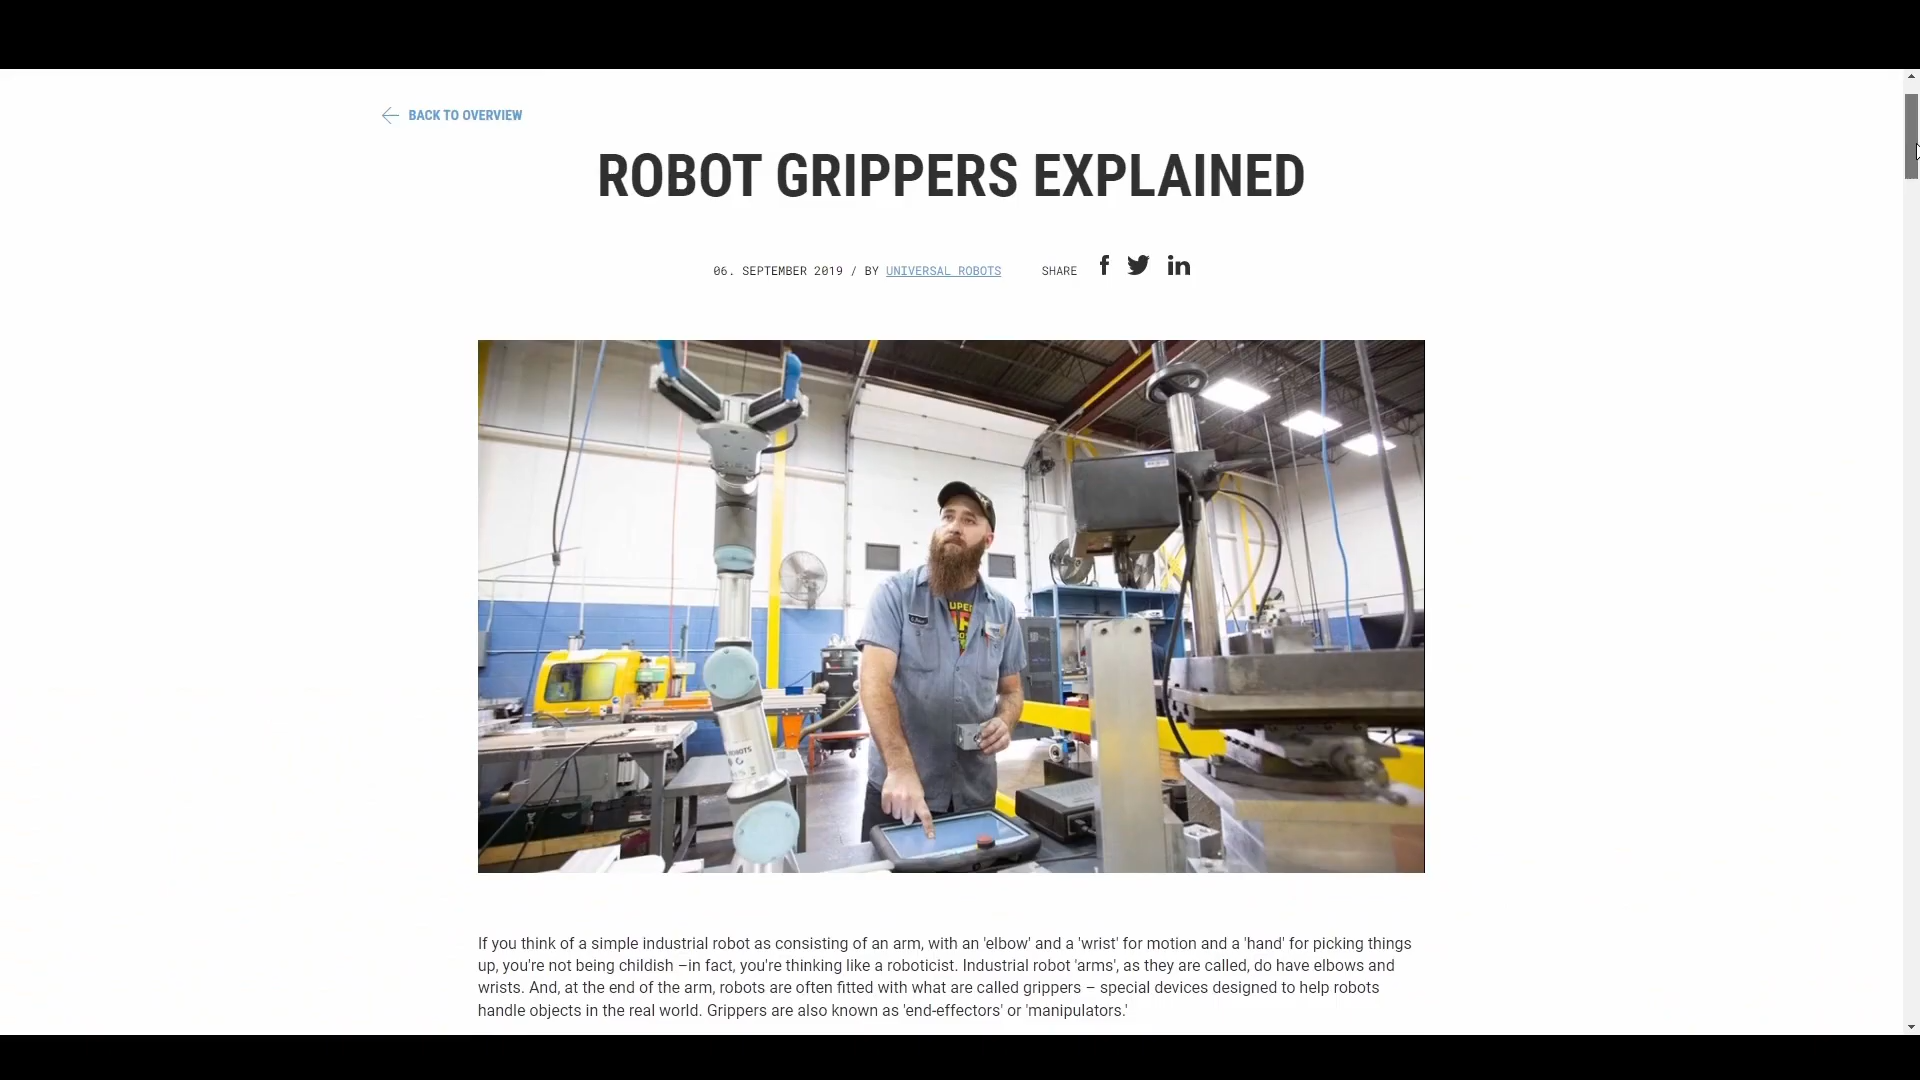 BACK TO OVERVIEW
ROBOT GRIPPERS EXPLAINED
06. SEPTEMBER 2019 / BY UNIVERSAL ROBOTS SHARE
UPER
ROBOTS
If you think of a simple industrial robot as consisting of an arm, with an 'elbow' and a 'wrist' for motion and a 'hand' for picking things
up, you're not being childish –in fact, you're thinking like a roboticist. Industrial robot 'arms', as they are called, do have elbows and
wrists. And, at the end of the arm, robots are often fitted with what are called grippers – special devices designed to help robots
handle objects in the real world. Grippers are also known as 'end-effectors' or 'manipulators.'